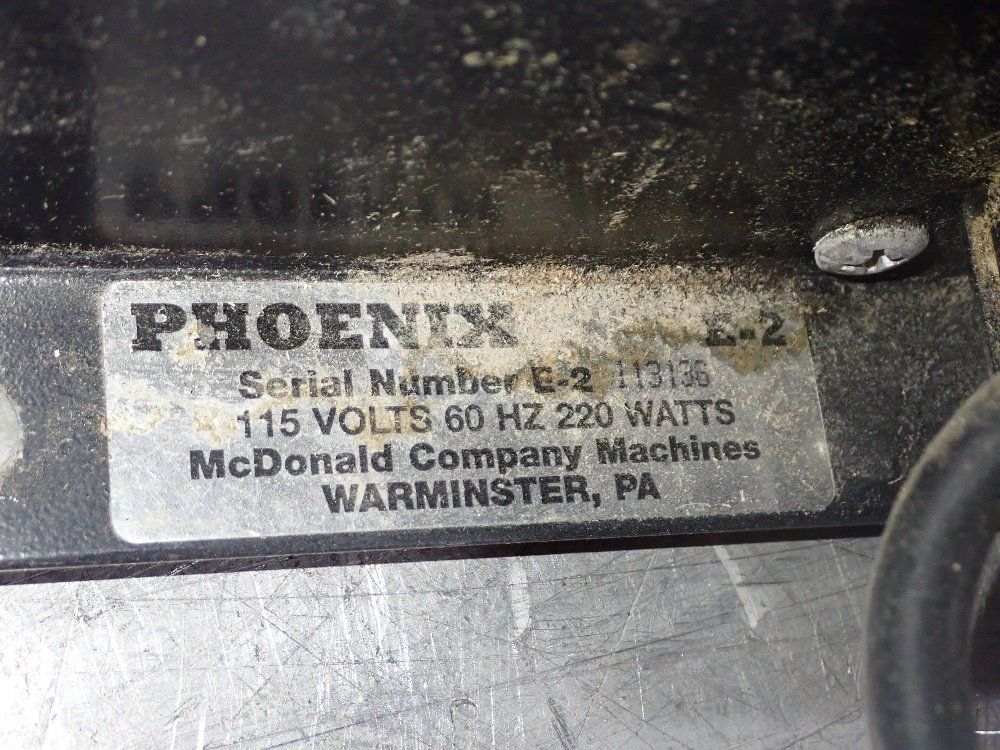 PHOENIX E-2
Serial Number E-2 113136
115 VOLTS 60 HZ 220 WATTS
McDonald Company Machines
WARMINSTER, PA